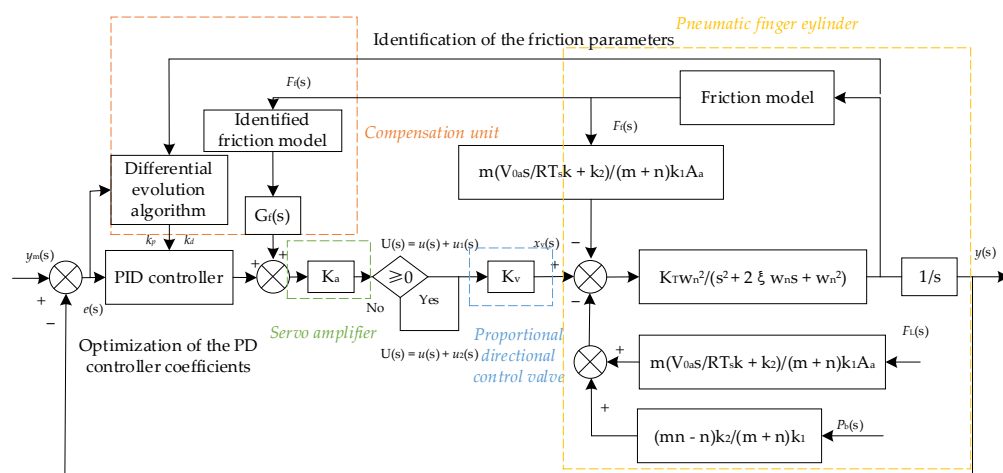 Pneumatic finger eylinder
Identification of the friction parameters
Ff(s)
Friction model
Identified
friction model
Compensation unit
Ff(s)
Differential
evolution
algorithm
m(V0as/RTsk + k2)/(m + n)k1Aa
Gf(s)
kp kd
U(s) = u(s) + u1(s)
xv(s)
−
ym(s)
y(s)
+
+
+
PID controller
Ka
≥0
Kv
KTwn²/(s² + 2 ξ wns + wn²)
1/s
+
−
e(s)
No
Yes
−
Servo amplifier
Proportional
directional
control valve
FL(s)
Optimization of the PD
controller coefficients
U(s) = u(s) + u2(s)
+
m(V0as/RTsk + k2)/(m + n)k1Aa
+
Pb(s)
(mn - n)k2/(m + n)k1